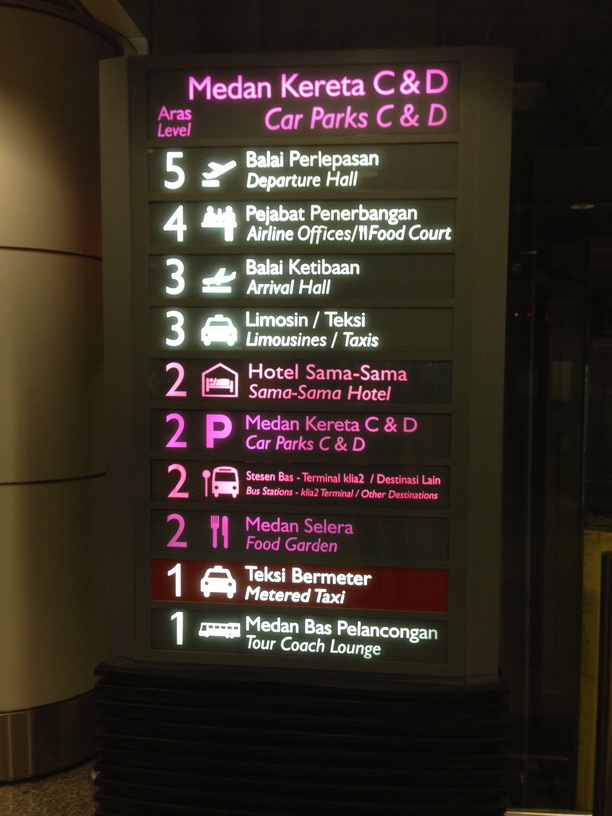 Medan Kereta C & D
Car Parks C & D
Aras
Level
5 Balai Perlepasan
Departure Hall
4 Pejabat Penerbangan
Airline Offices/Food Court
3 Balai Ketibaan
Arrival Hall
3 Limosin / Teksi
Limousines / Taxis
2 Hotel Sama-Sama
Sama-Sama Hotel
2 P Medan Kereta C & D
Car Parks C & D
2 Stesen Bas - Terminal klia2 / Destinasi Lain
Bus Stations - klia2 Terminal / Other Destinations
2 Medan Selera
Food Garden
1 Teksi Bermeter
Metered Taxi
1 Medan Bas Pelancongan
Tour Coach Lounge